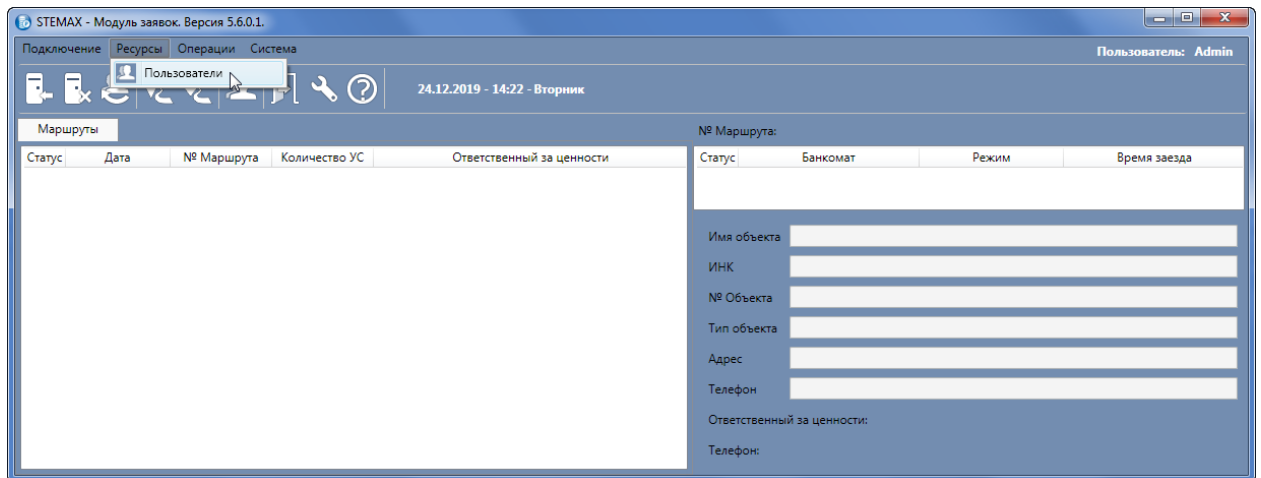 STEMAX - Модуль заявок. Версия 5.6.0.1.
Подключение Ресурсы Операции Система Пользователь: Admin
Пользователи
24.12.2019 - 14:22 - Вторник
Маршруты № Маршрута:
Статус Дата № Маршрута Количество УС Ответственный за ценности Статус Банкомат Режим Время заезда
Имя объекта
ИНК
№ Объекта
Тип объекта
Адрес
Телефон
Ответственный за ценности:
Телефон: